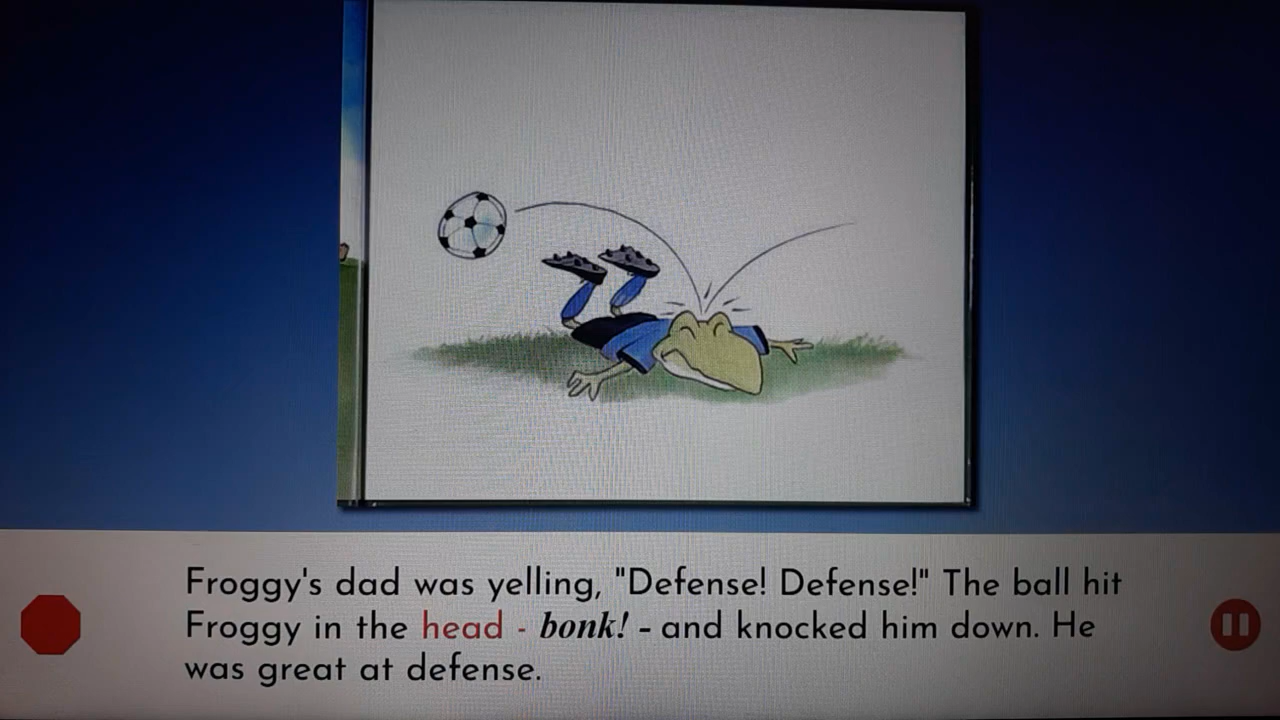 Froggy's dad was yelling, "Defense! Defense!" The ball hit
Froggy in the head - bonk! - and knocked him down. He
was great at defense.